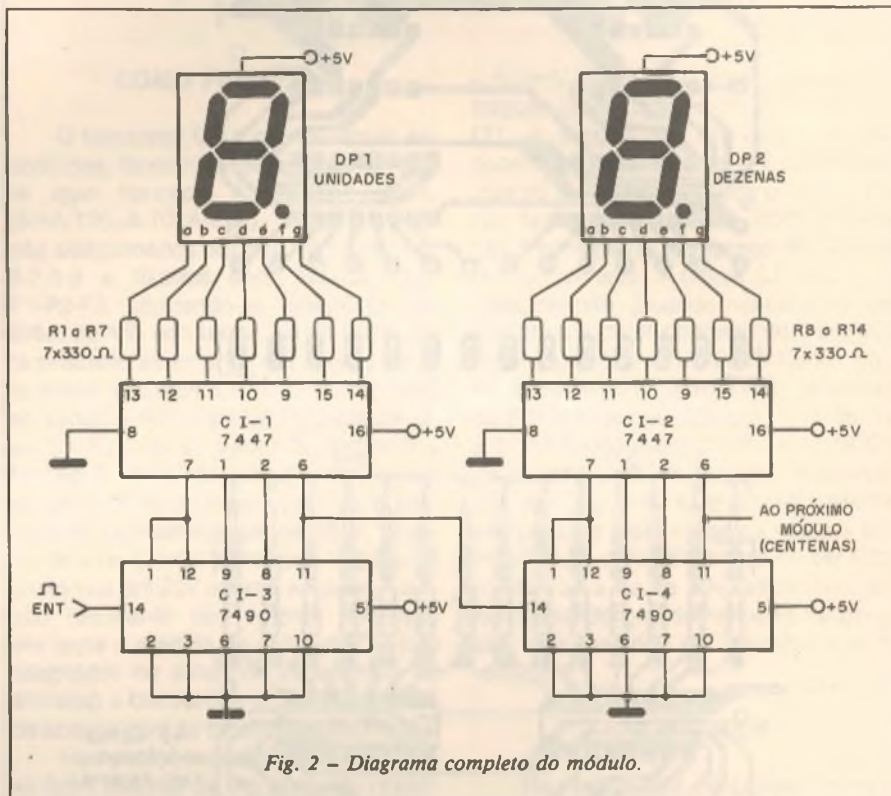 +5V
+5V
DP 1
UNIDADES
DP 2
DEZENAS
a b c d e f g
a b c d e f g
R1 a R7
7x330Ω
R8 a R14
7x330Ω
13 12 11 10 9 15 14
13 12 11 10 9 15 14
8 CI-1 16 +5V
7447
8 CI-2 16 +5V
7447
7 1 2 6
7 1 2 6
AO PRÓXIMO
MÓDULO
(CENTENAS)
1 12 9 8 11
1 12 9 8 11
ENT 14 CI-3 5 +5V
7490
14 CI-4 5 +5V
7490
2 3 6 7 10
2 3 6 7 10
Fig. 2 – Diagrama completo do módulo.